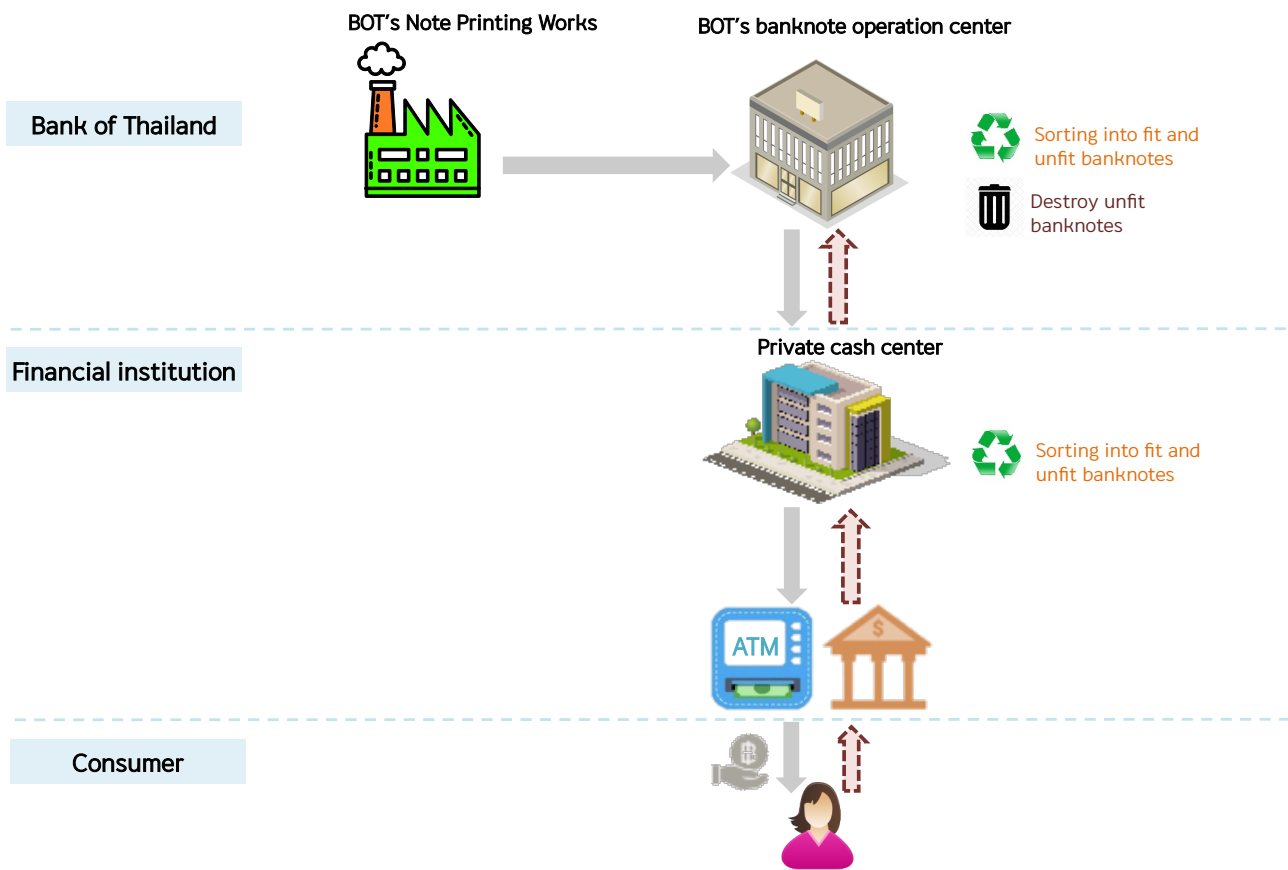 BOT's Note Printing Works
BOT's banknote operation center
Bank of Thailand
Sorting into fit and
unfit banknotes
Destroy unfit
banknotes
Financial institution
Private cash center
Sorting into fit and
unfit banknotes
ATM
$
Consumer